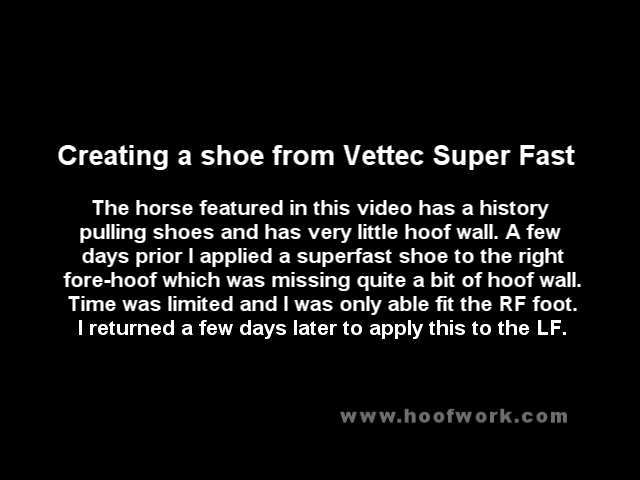 Creating a shoe from Vettec Super Fast
The horse featured in this video has a history
pulling shoes and has very little hoof wall. A few
days prior I applied a superfast shoe to the right
fore-hoof which was missing quite a bit of hoof wall.
Time was limited and I was only able fit the RF foot.
I returned a few days later to apply this to the LF.
www.hoofwork.com